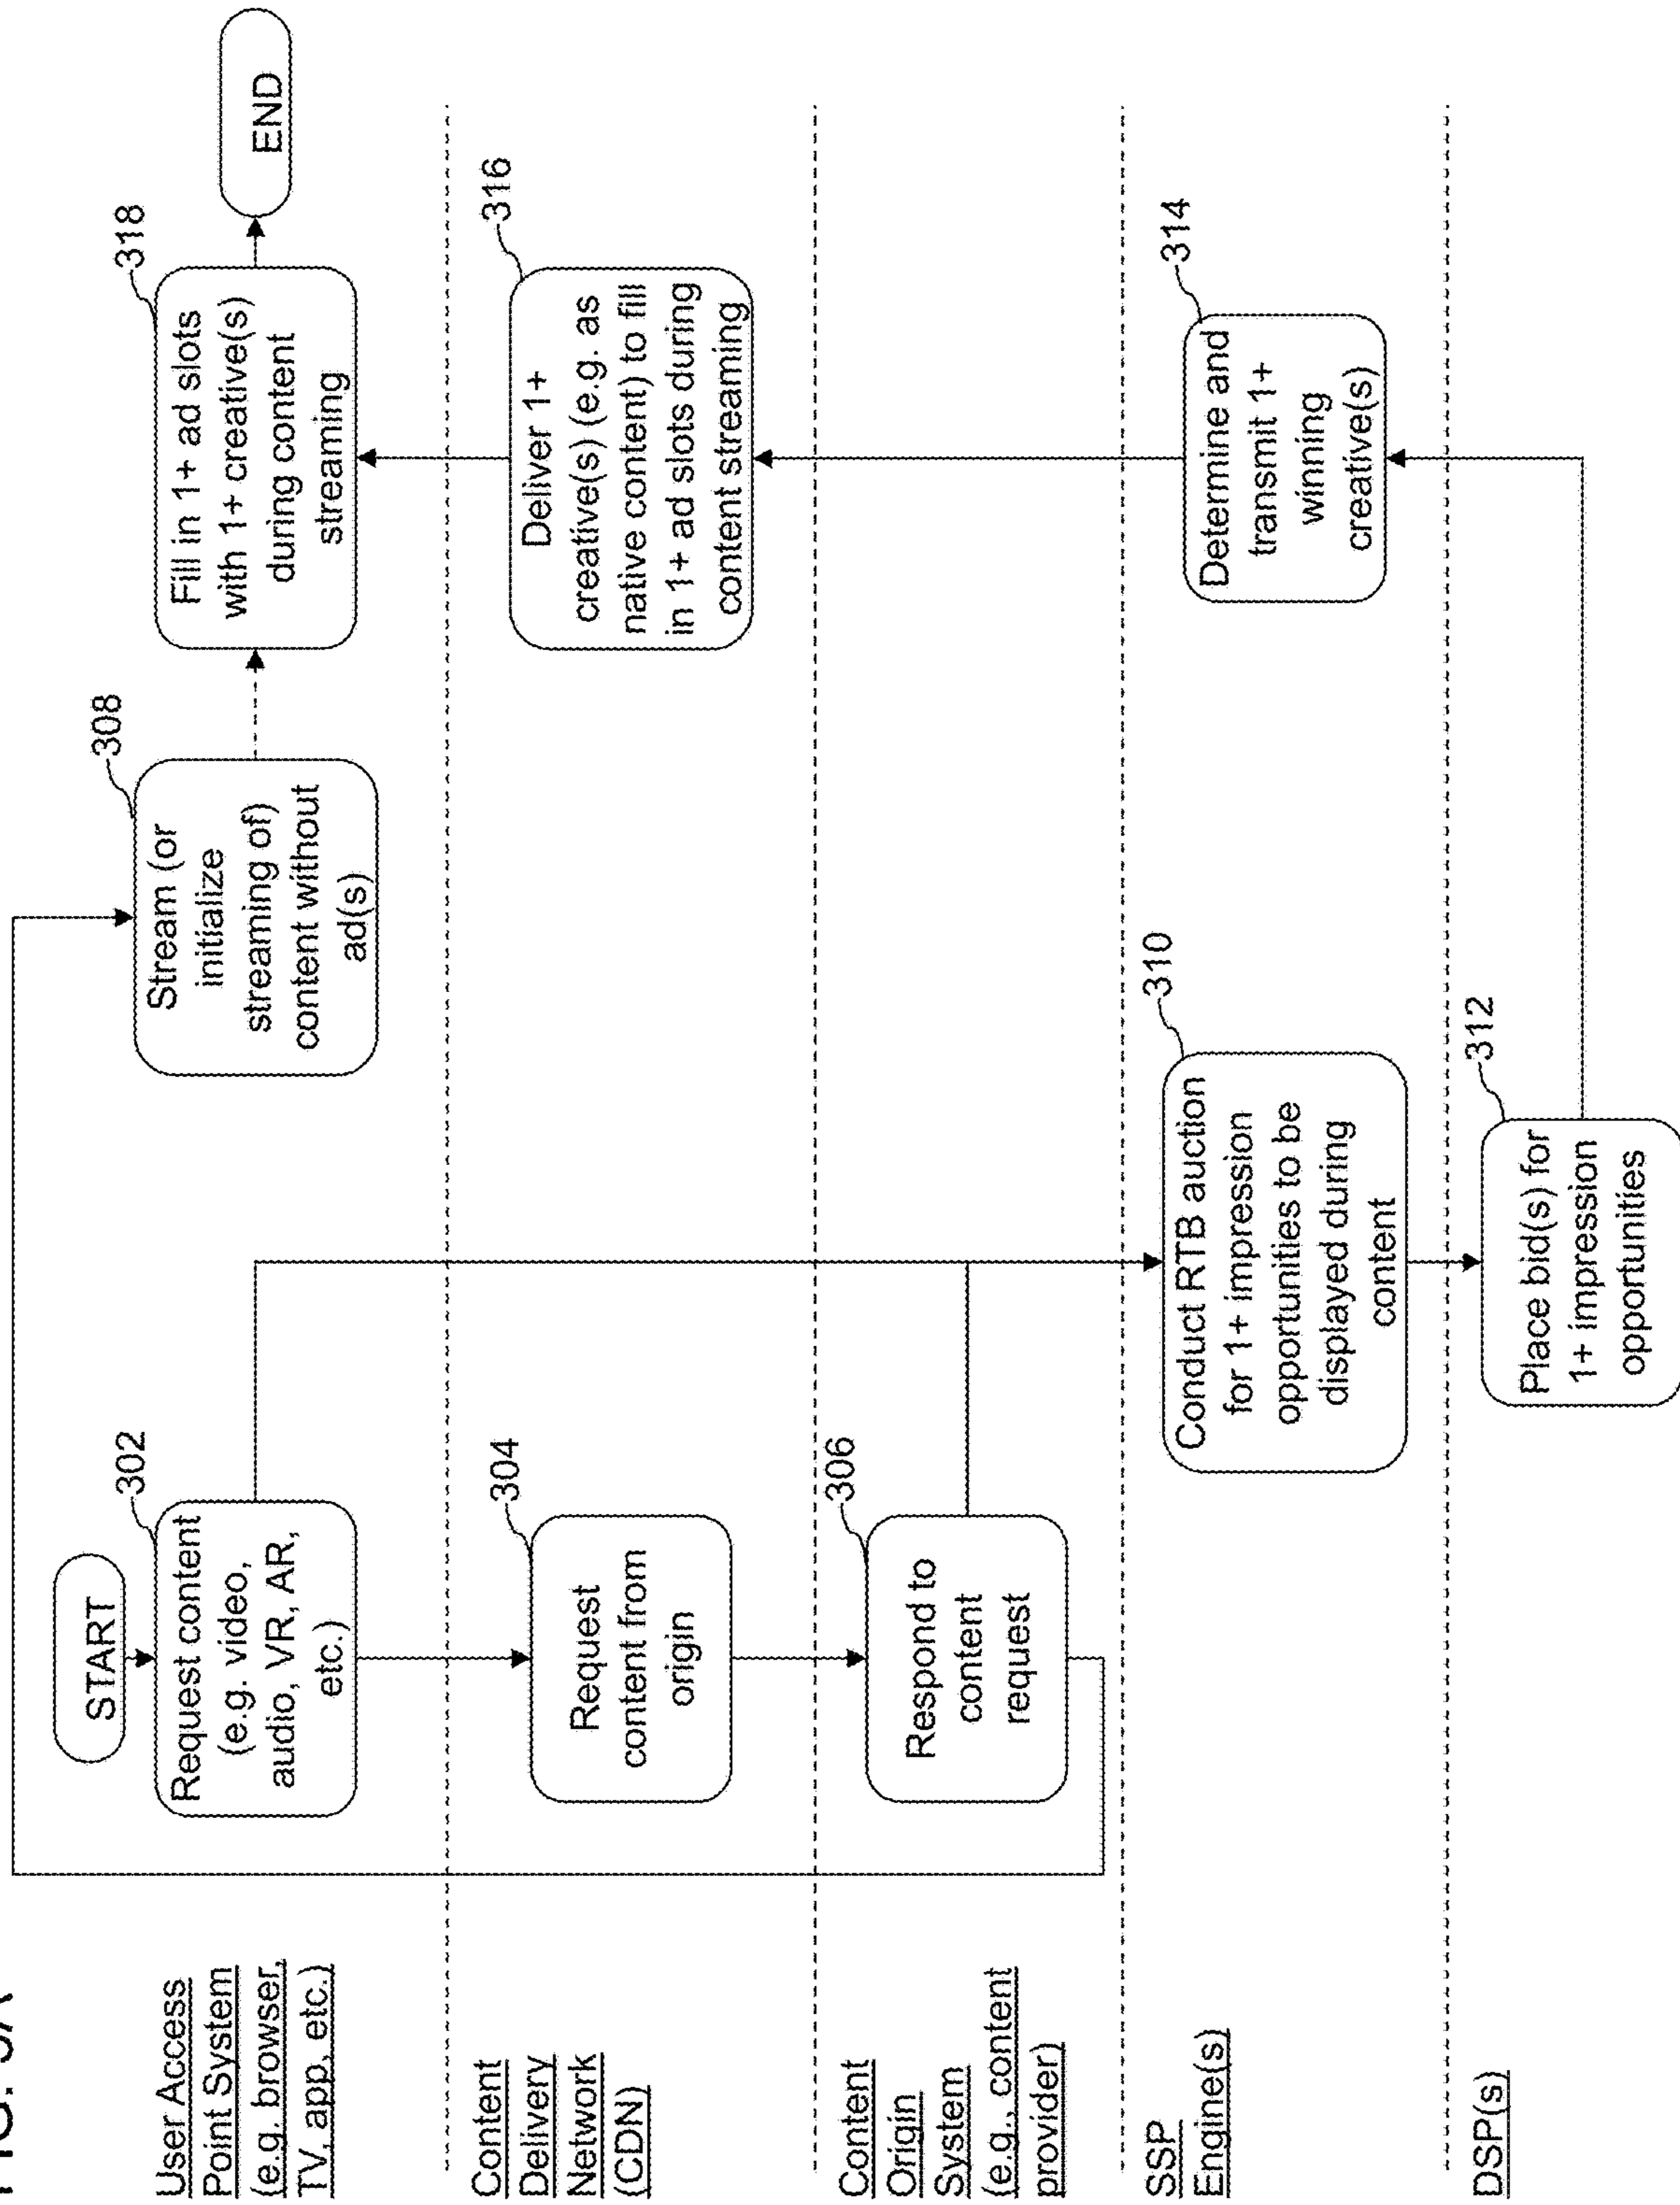 User Access
Point System
(e.g. browser,
TV, app, etc.)
START
302
Request content
(e.g. video,
audio, VR, AR,
etc.)
308
Stream (or
initialize
streaming of)
content without
ad(s)
318
Fill in 1+ ad slots
with 1+ creative(s)
during content
streaming
END
Content
Delivery
Network
(CDN)
304
Request
content from
origin
316
Deliver 1+
creative(s) (e.g. as
native content) to fill
in 1+ ad slots during
content streaming
Content
Origin
System
(e.g., content
provider)
306
Respond to
content
request
SSP
Engine(s)
310
Conduct RTB auction
for 1+ impression
opportunities to be
displayed during
content
314
Determine and
transmit 1+
winning
creative(s)
DSP(s)
312
Place bid(s) for
1+ impression
opportunities